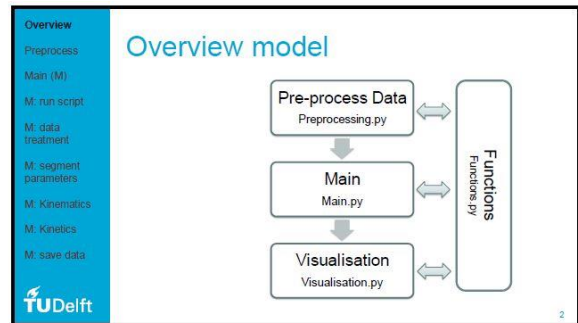 Overview
Preprocess
Main (M)
M: run script
M: data
treatment
M: segment
parameters
M: Kinematics
M: Kinetics
M: save data
TUDelft
Overview model
Pre-process Data
Preprocessing.py
Main
Main.py
Visualisation
Visualisation.py
Functions
Functions.py
2